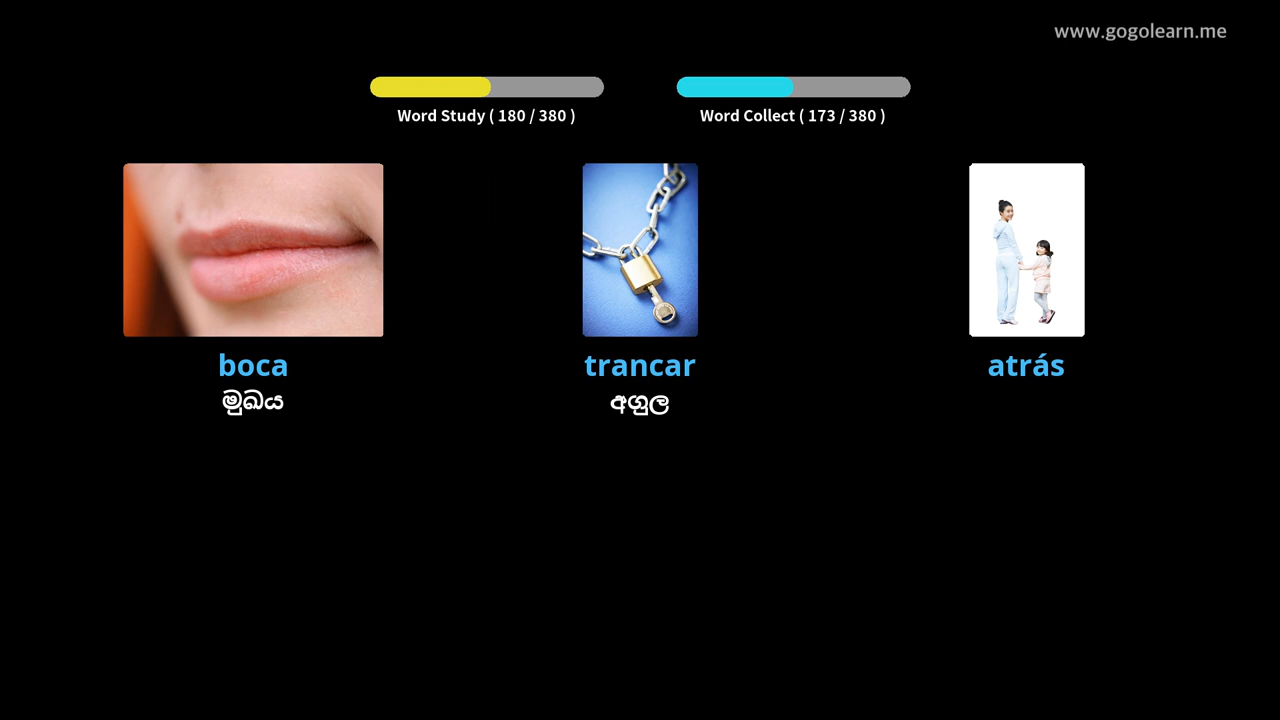 www.gogolearn.me
Word Study ( 180 / 380 )
Word Collect ( 173 / 380 )
boca
මුඛය
trancar
අගුල
atrás